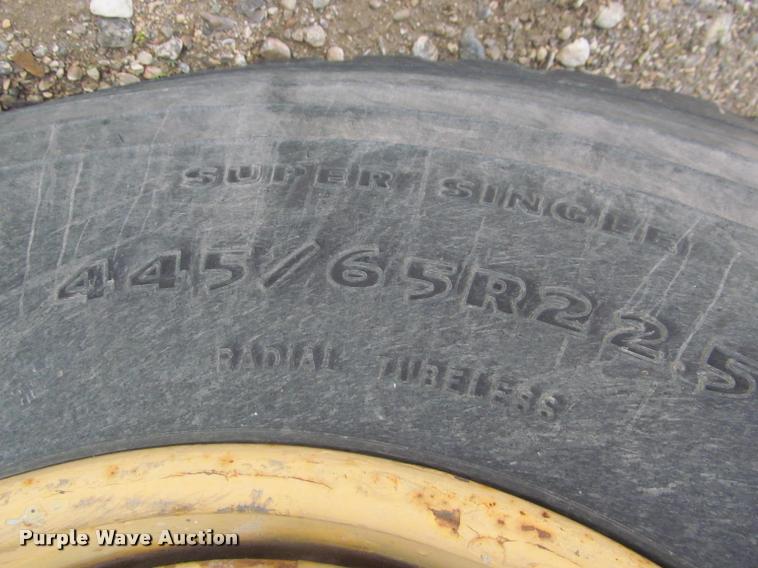 SUPER SINGLE
445/65R22.5
RADIAL TUBELESS
Purple Wave Auction